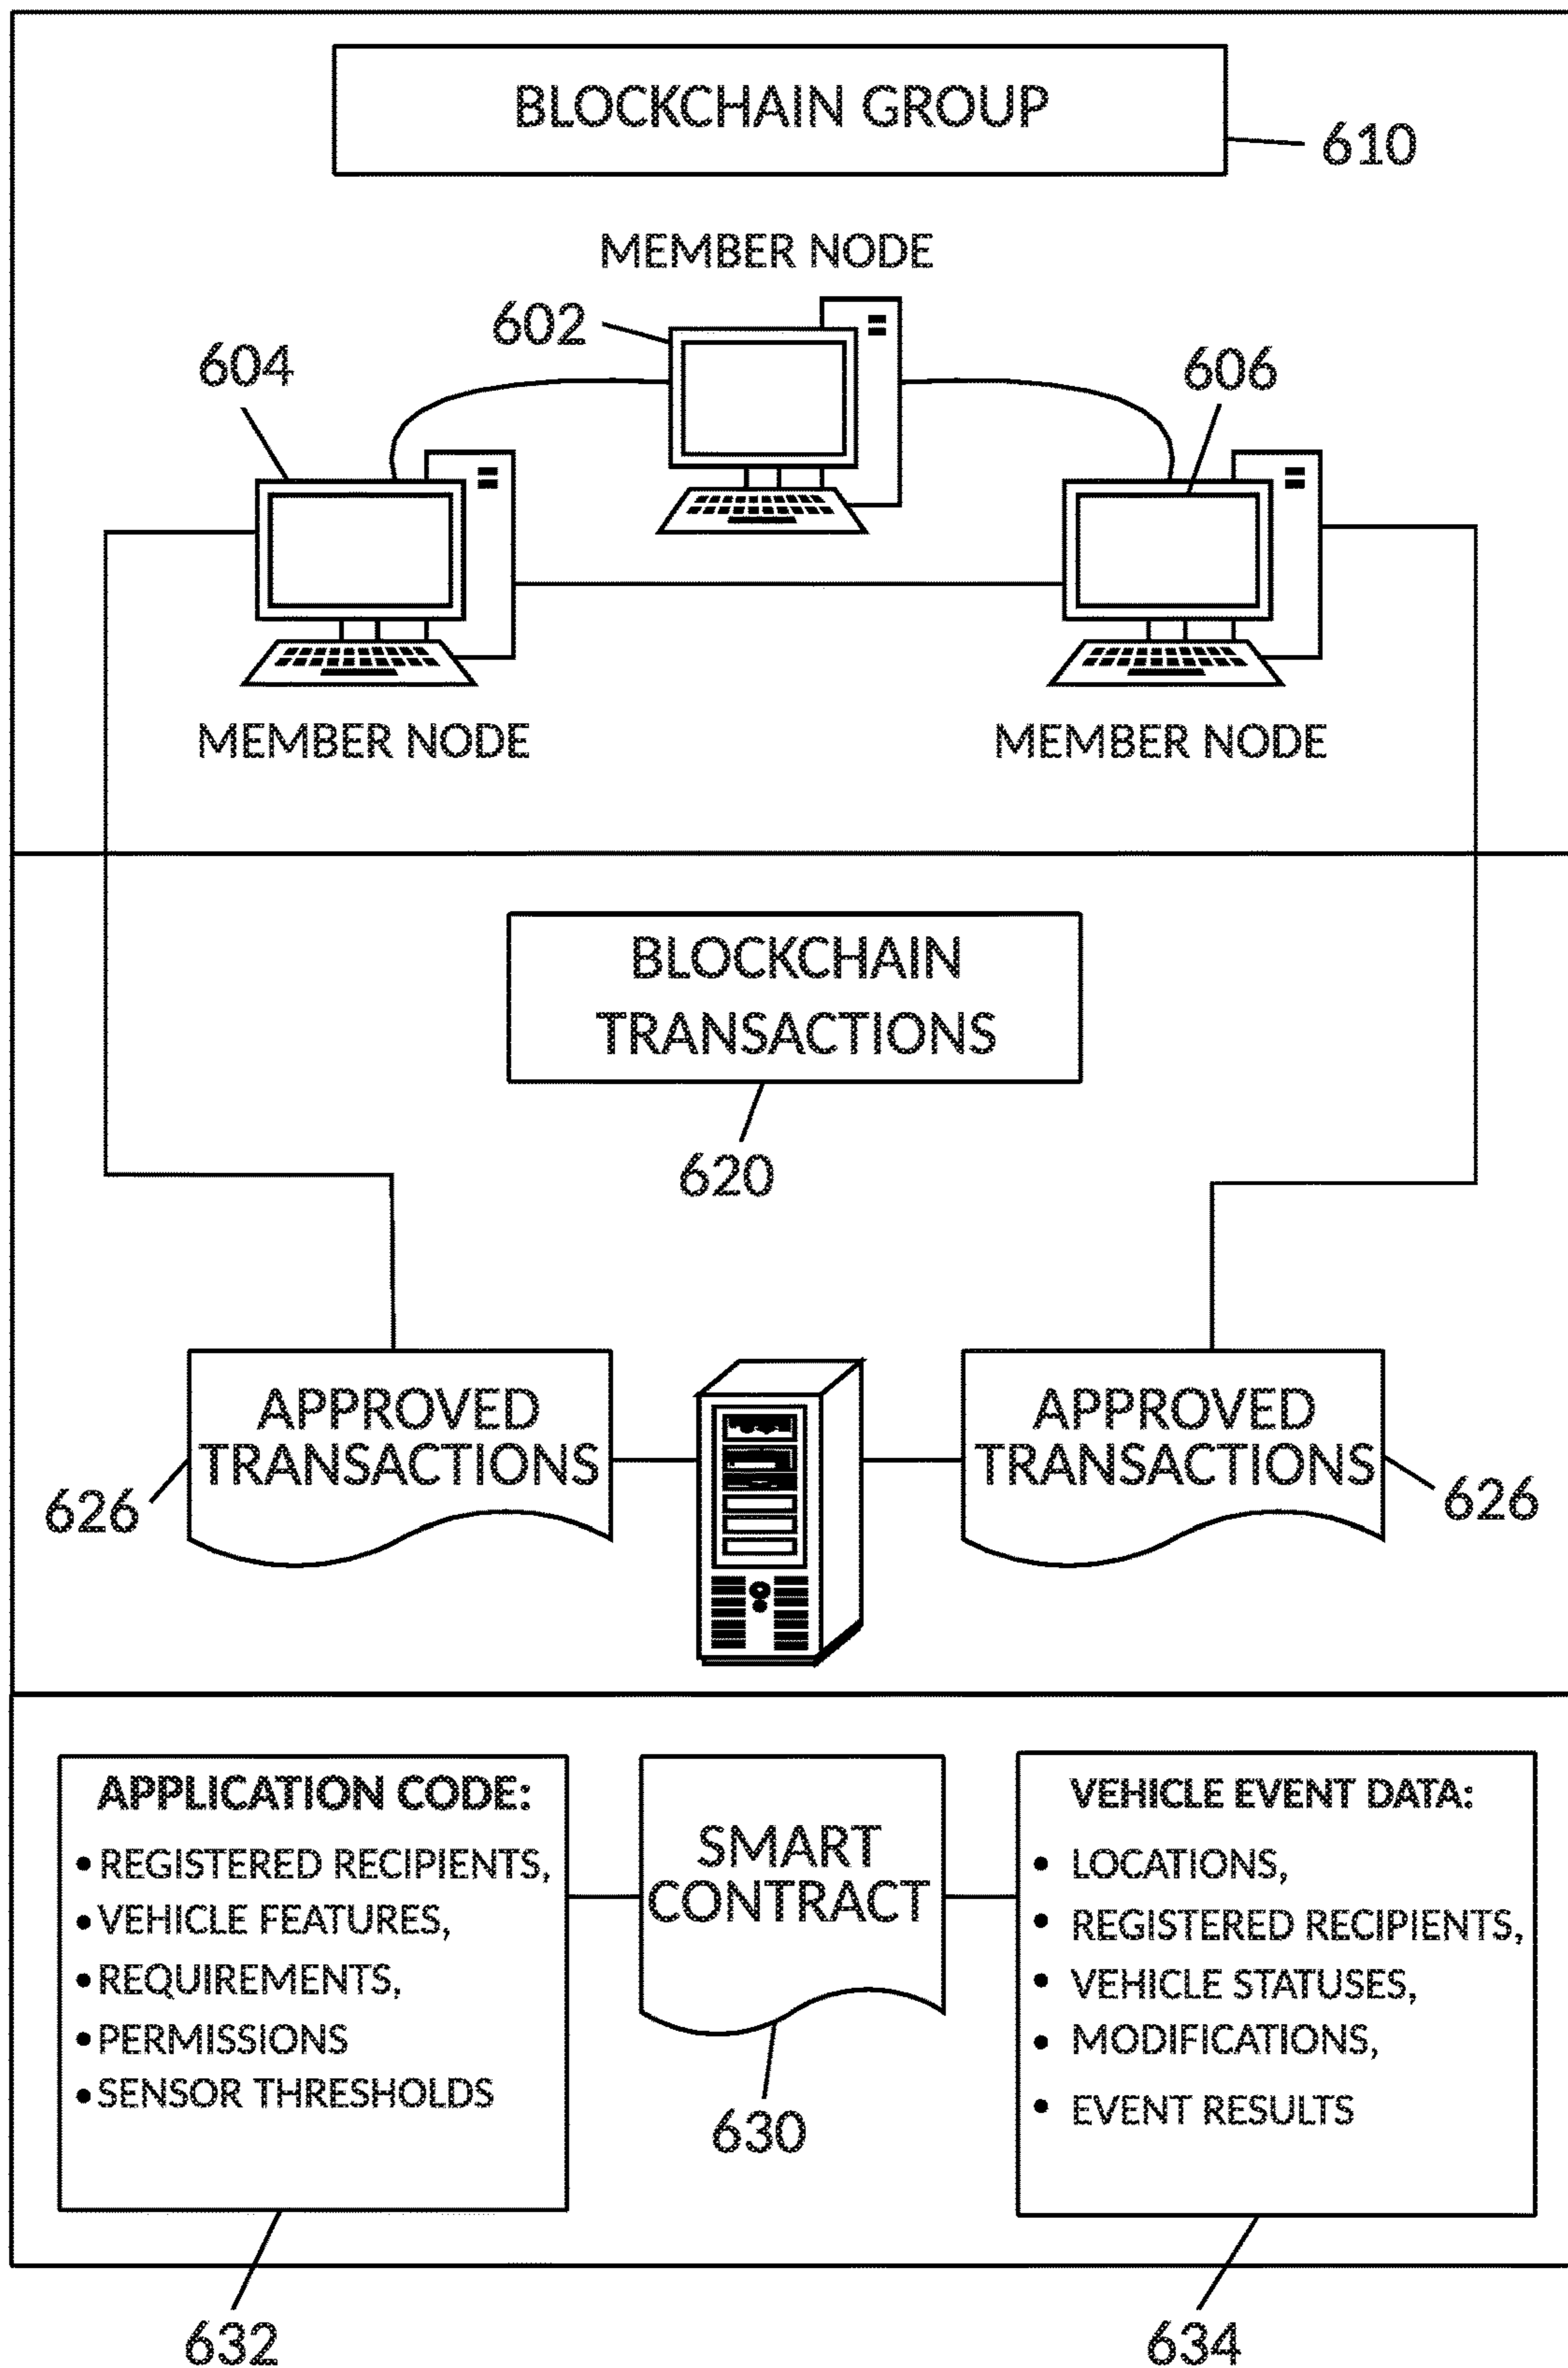 BLOCKCHAIN GROUP
610
MEMBER NODE
602
604
606
MEMBER NODE
MEMBER NODE
BLOCKCHAIN
TRANSACTIONS
620
APPROVED
TRANSACTIONS
626
APPROVED
TRANSACTIONS
626
APPLICATION CODE:
• REGISTERED RECIPIENTS,
• VEHICLE FEATURES,
• REQUIREMENTS,
• PERMISSIONS
• SENSOR THRESHOLDS
632
SMART
CONTRACT
630
VEHICLE EVENT DATA:
• LOCATIONS,
• REGISTERED RECIPIENTS,
• VEHICLE STATUSES,
• MODIFICATIONS,
• EVENT RESULTS
634